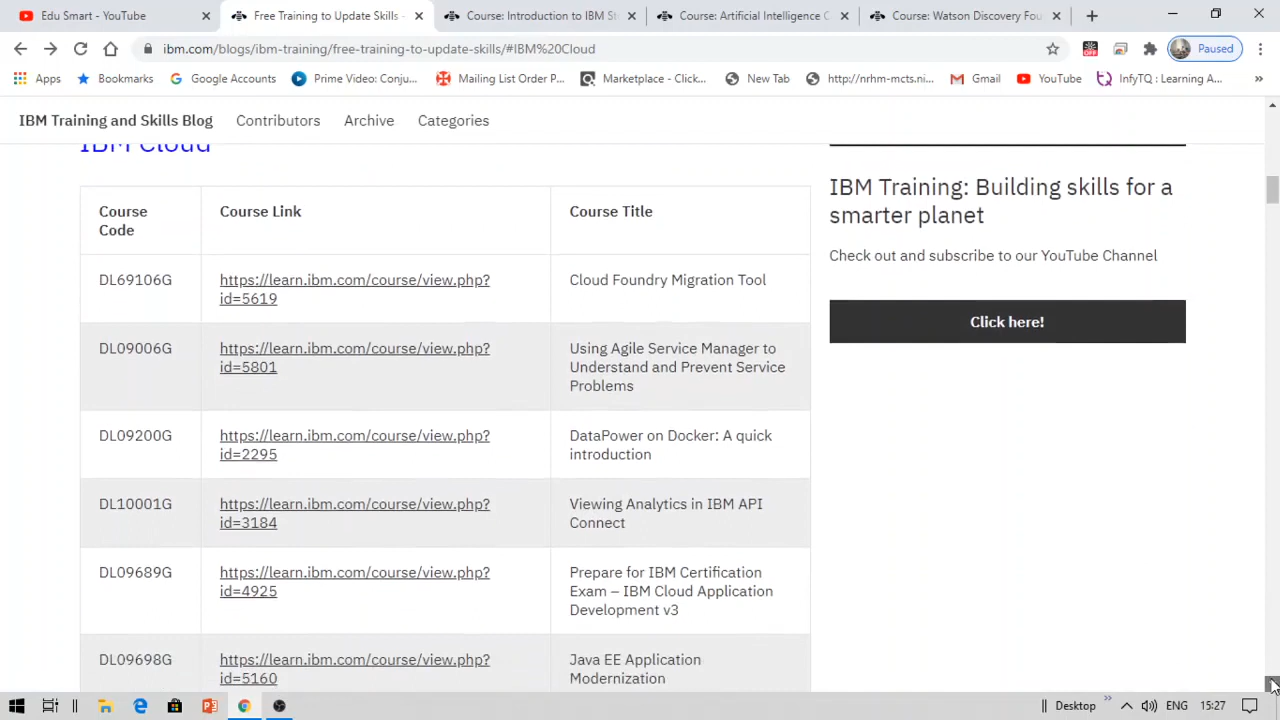 Edu Smart - YouTube
Free Training to Update Skills -
Course: Introduction to IBM S
Course: Artificial Intelligence C
Course: Watson Discovery Fou
ibm.com/blogs/ibm-training/free-training-to-update-skills/#IBM%20Cloud
Paused
Apps
Bookmarks
Google Accounts
Prime Video: Conju...
Mailing List Order P...
Marketplace - Click...
New Tab
http://nrhm-mcts.ni...
Gmail
YouTube
InfyTQ : Learning A...
IBM Training and Skills Blog
Contributors
Archive
Categories
IBM Cloud
Course
Code
Course Link
Course Title
DL69106G
https://learn.ibm.com/course/view.php?
id=5619
Cloud Foundry Migration Tool
DL09006G
https://learn.ibm.com/course/view.php?
id=5801
Using Agile Service Manager to
Understand and Prevent Service
Problems
DL09200G
https://learn.ibm.com/course/view.php?
id=2295
DataPower on Docker: A quick
introduction
DL10001G
https://learn.ibm.com/course/view.php?
id=3184
Viewing Analytics in IBM API
Connect
DL09689G
https://learn.ibm.com/course/view.php?
id=4925
Prepare for IBM Certification
Exam – IBM Cloud Application
Development v3
DL09698G
https://learn.ibm.com/course/view.php?
id=5160
Java EE Application
Modernization
IBM Training: Building skills for a
smarter planet
Check out and subscribe to our YouTube Channel
Click here!
Desktop
ENG
15:27